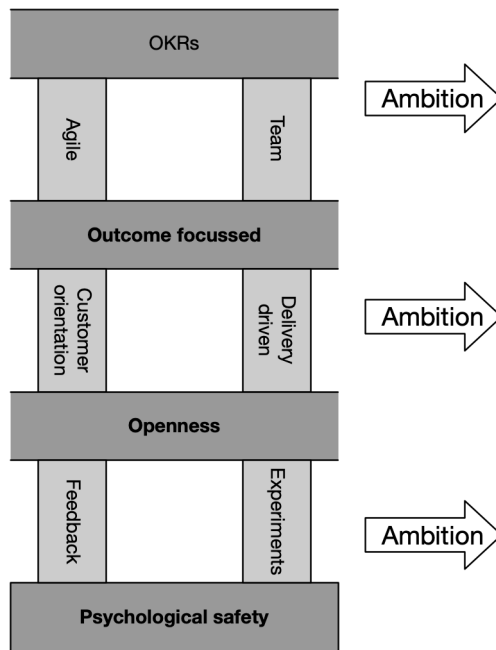 OKRs
Agile
Team
Ambition
Outcome focussed
Customer
orientation
Delivery
driven
Ambition
Openness
Feedback
Experiments
Ambition
Psychological safety